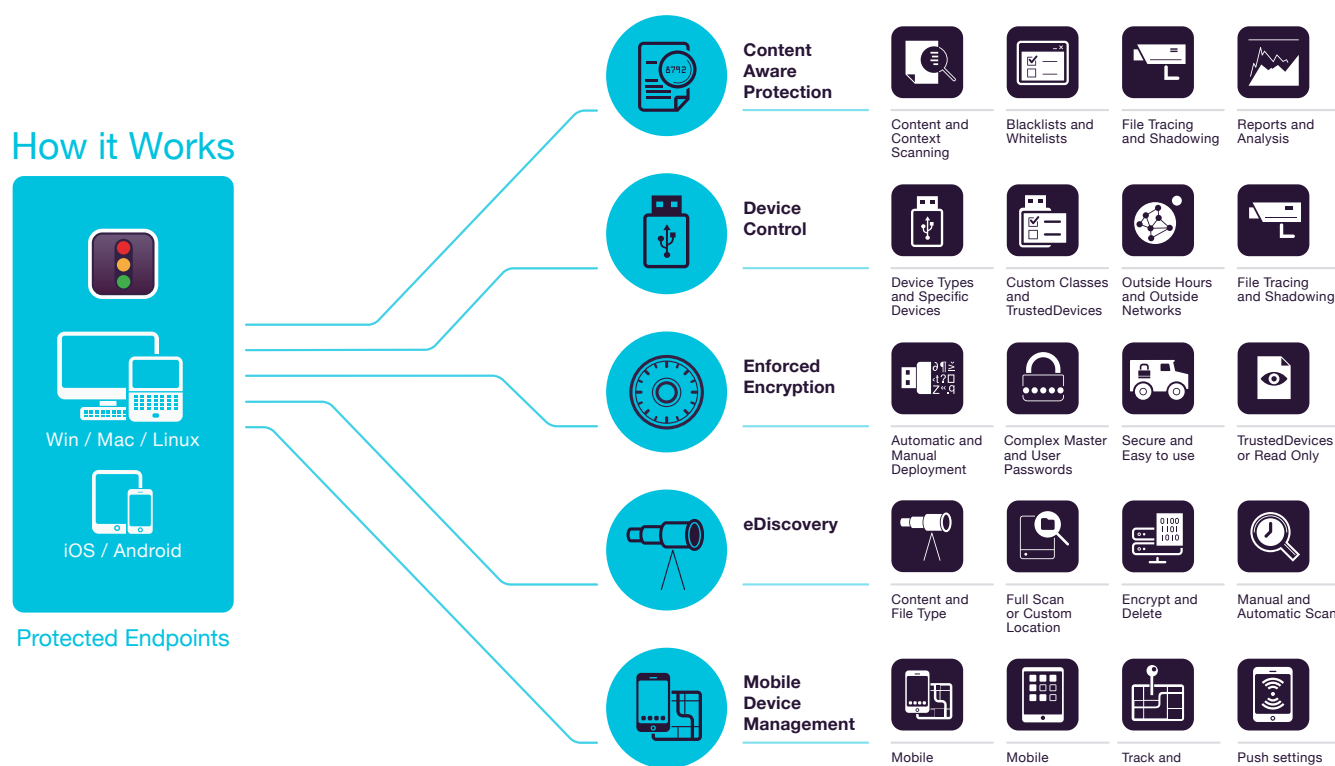 How it Works
Win / Mac / Linux
iOS / Android
Protected Endpoints
Content
Aware
Protection
8792
Content and
Context
Scanning
Blacklists and
Whitelists
File Tracing
and Shadowing
Reports and
Analysis
Device
Control
Device Types
and Specific
Devices
Custom Classes
and
TrustedDevices
Outside Hours
and Outside
Networks
File Tracing
and Shadowing
Enforced
Encryption
Automatic and
Manual
Deployment
Complex Master
and User
Passwords
Secure and
Easy to use
TrustedDevices
or Read Only
eDiscovery
Content and
File Type
Full Scan
or Custom
Location
0100
1101
1010
Encrypt and
Delete
Manual and
Automatic Scan
Mobile
Device
Management
Mobile
Mobile
Track and
Push settings